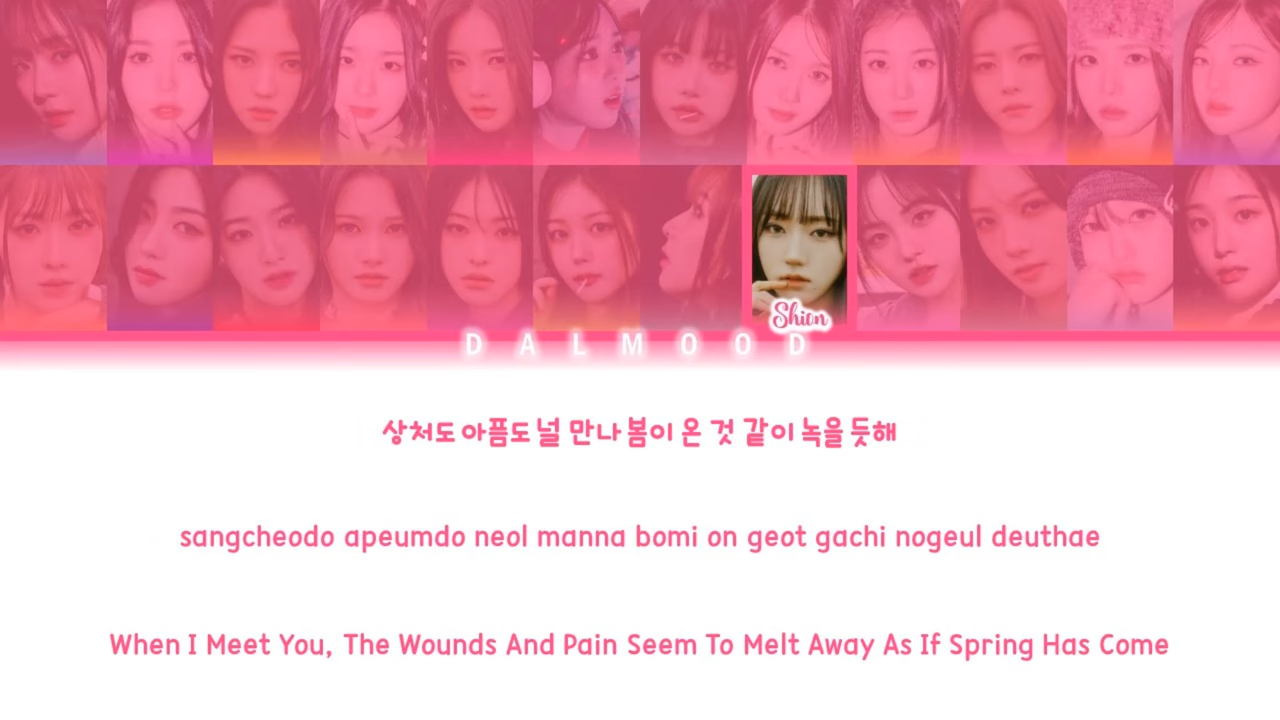 Shion
DALMOOD
상처도 아픔도 널 만나 봄이 온 것 같이 녹을 듯해
sangcheodo apeumdo neol manna bomi on geot gachi nogeul deuthae
When I Meet You, The Wounds And Pain Seem To Melt Away As If Spring Has Come